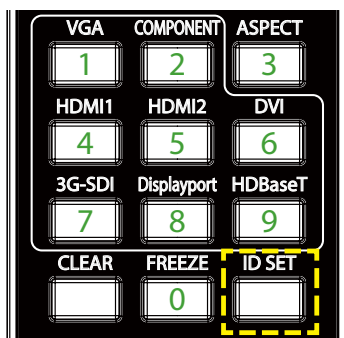 VGA COMPONENT ASPECT
1 2 3
HDMI1 HDMI2 DVI
4 5 6
3G-SDI Displayport HDBaseT
7 8 9
CLEAR FREEZE ID SET
0